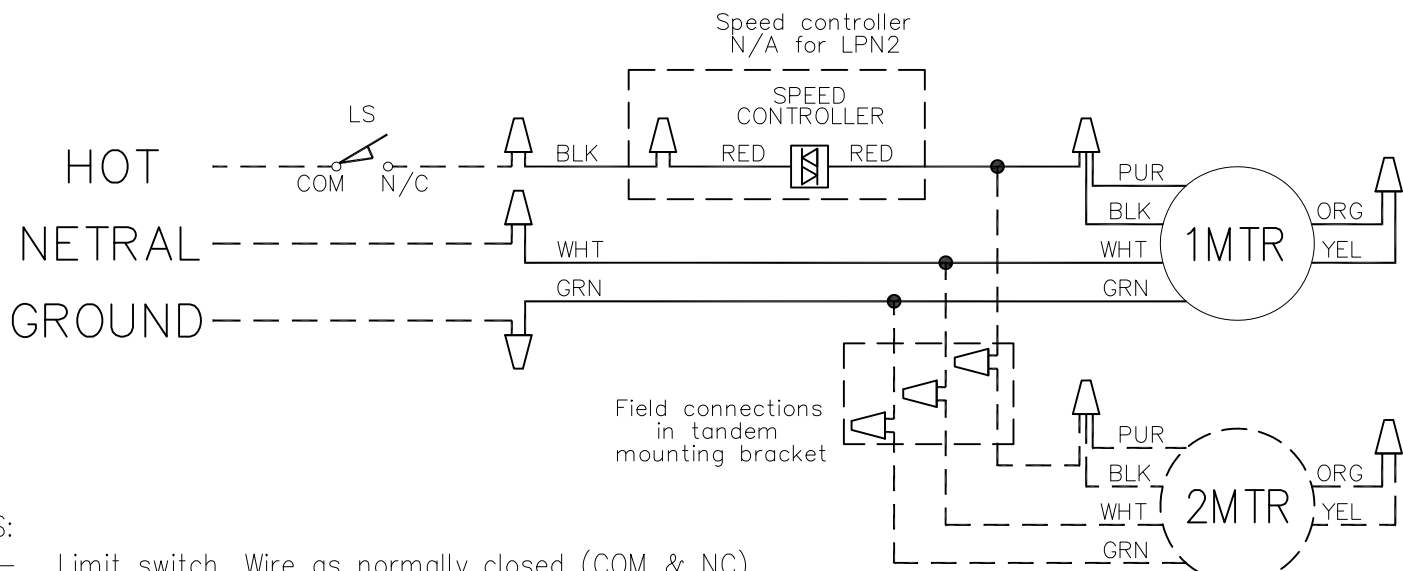 Speed controller
N/A for LPN2
SPEED
CONTROLLER
LS
HOT
COM N/C
BLK
RED
RED
PUR
BLK
ORG
NETRAL
WHT
WHT
1MTR
YEL
GRN
GRN
GROUND
Field connections
in tandem
mounting bracket
PUR
BLK
ORG
WHT
2MTR
YEL
GRN
S:
– Limit switch. Wire as normally closed (COM & NC)